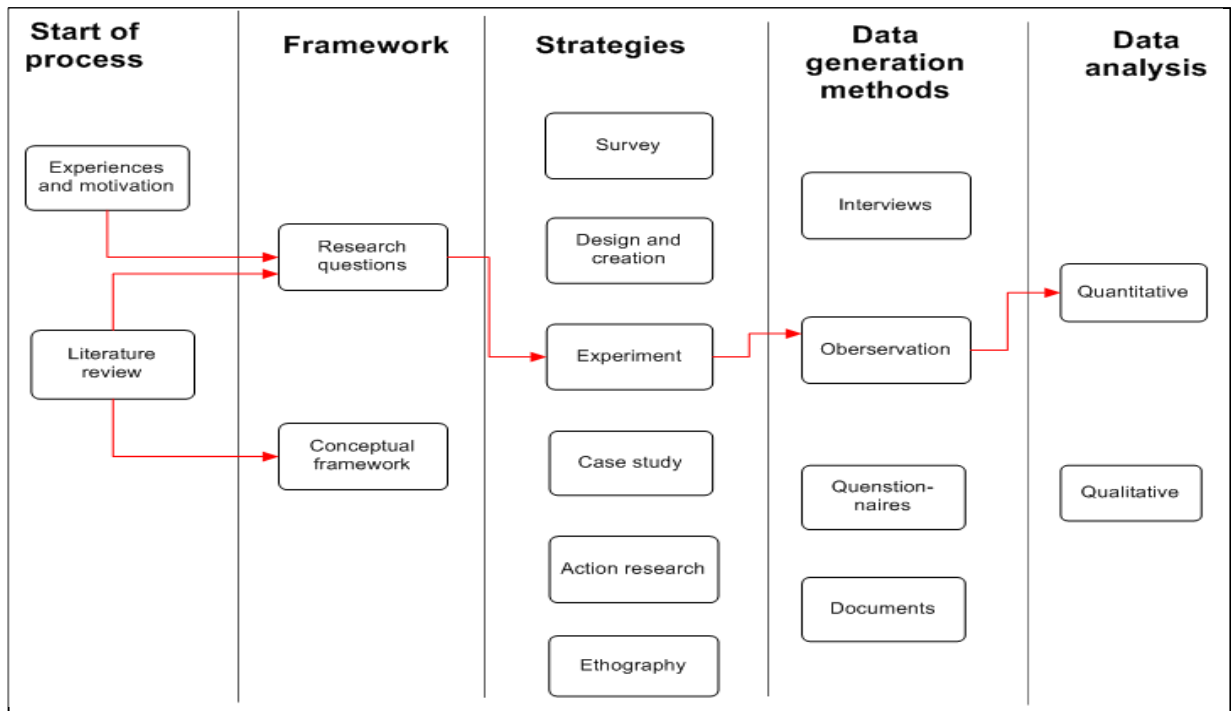 Start of
process
Framework
Strategies
Data
generation
methods
Data
analysis
Experiences
and motivation
Literature
review
Research
questions
Conceptual
framework
Survey
Design and
creation
Experiment
Case study
Action research
Ethography
Interviews
Oberservation
Quenstion-
naires
Documents
Quantitative
Qualitative